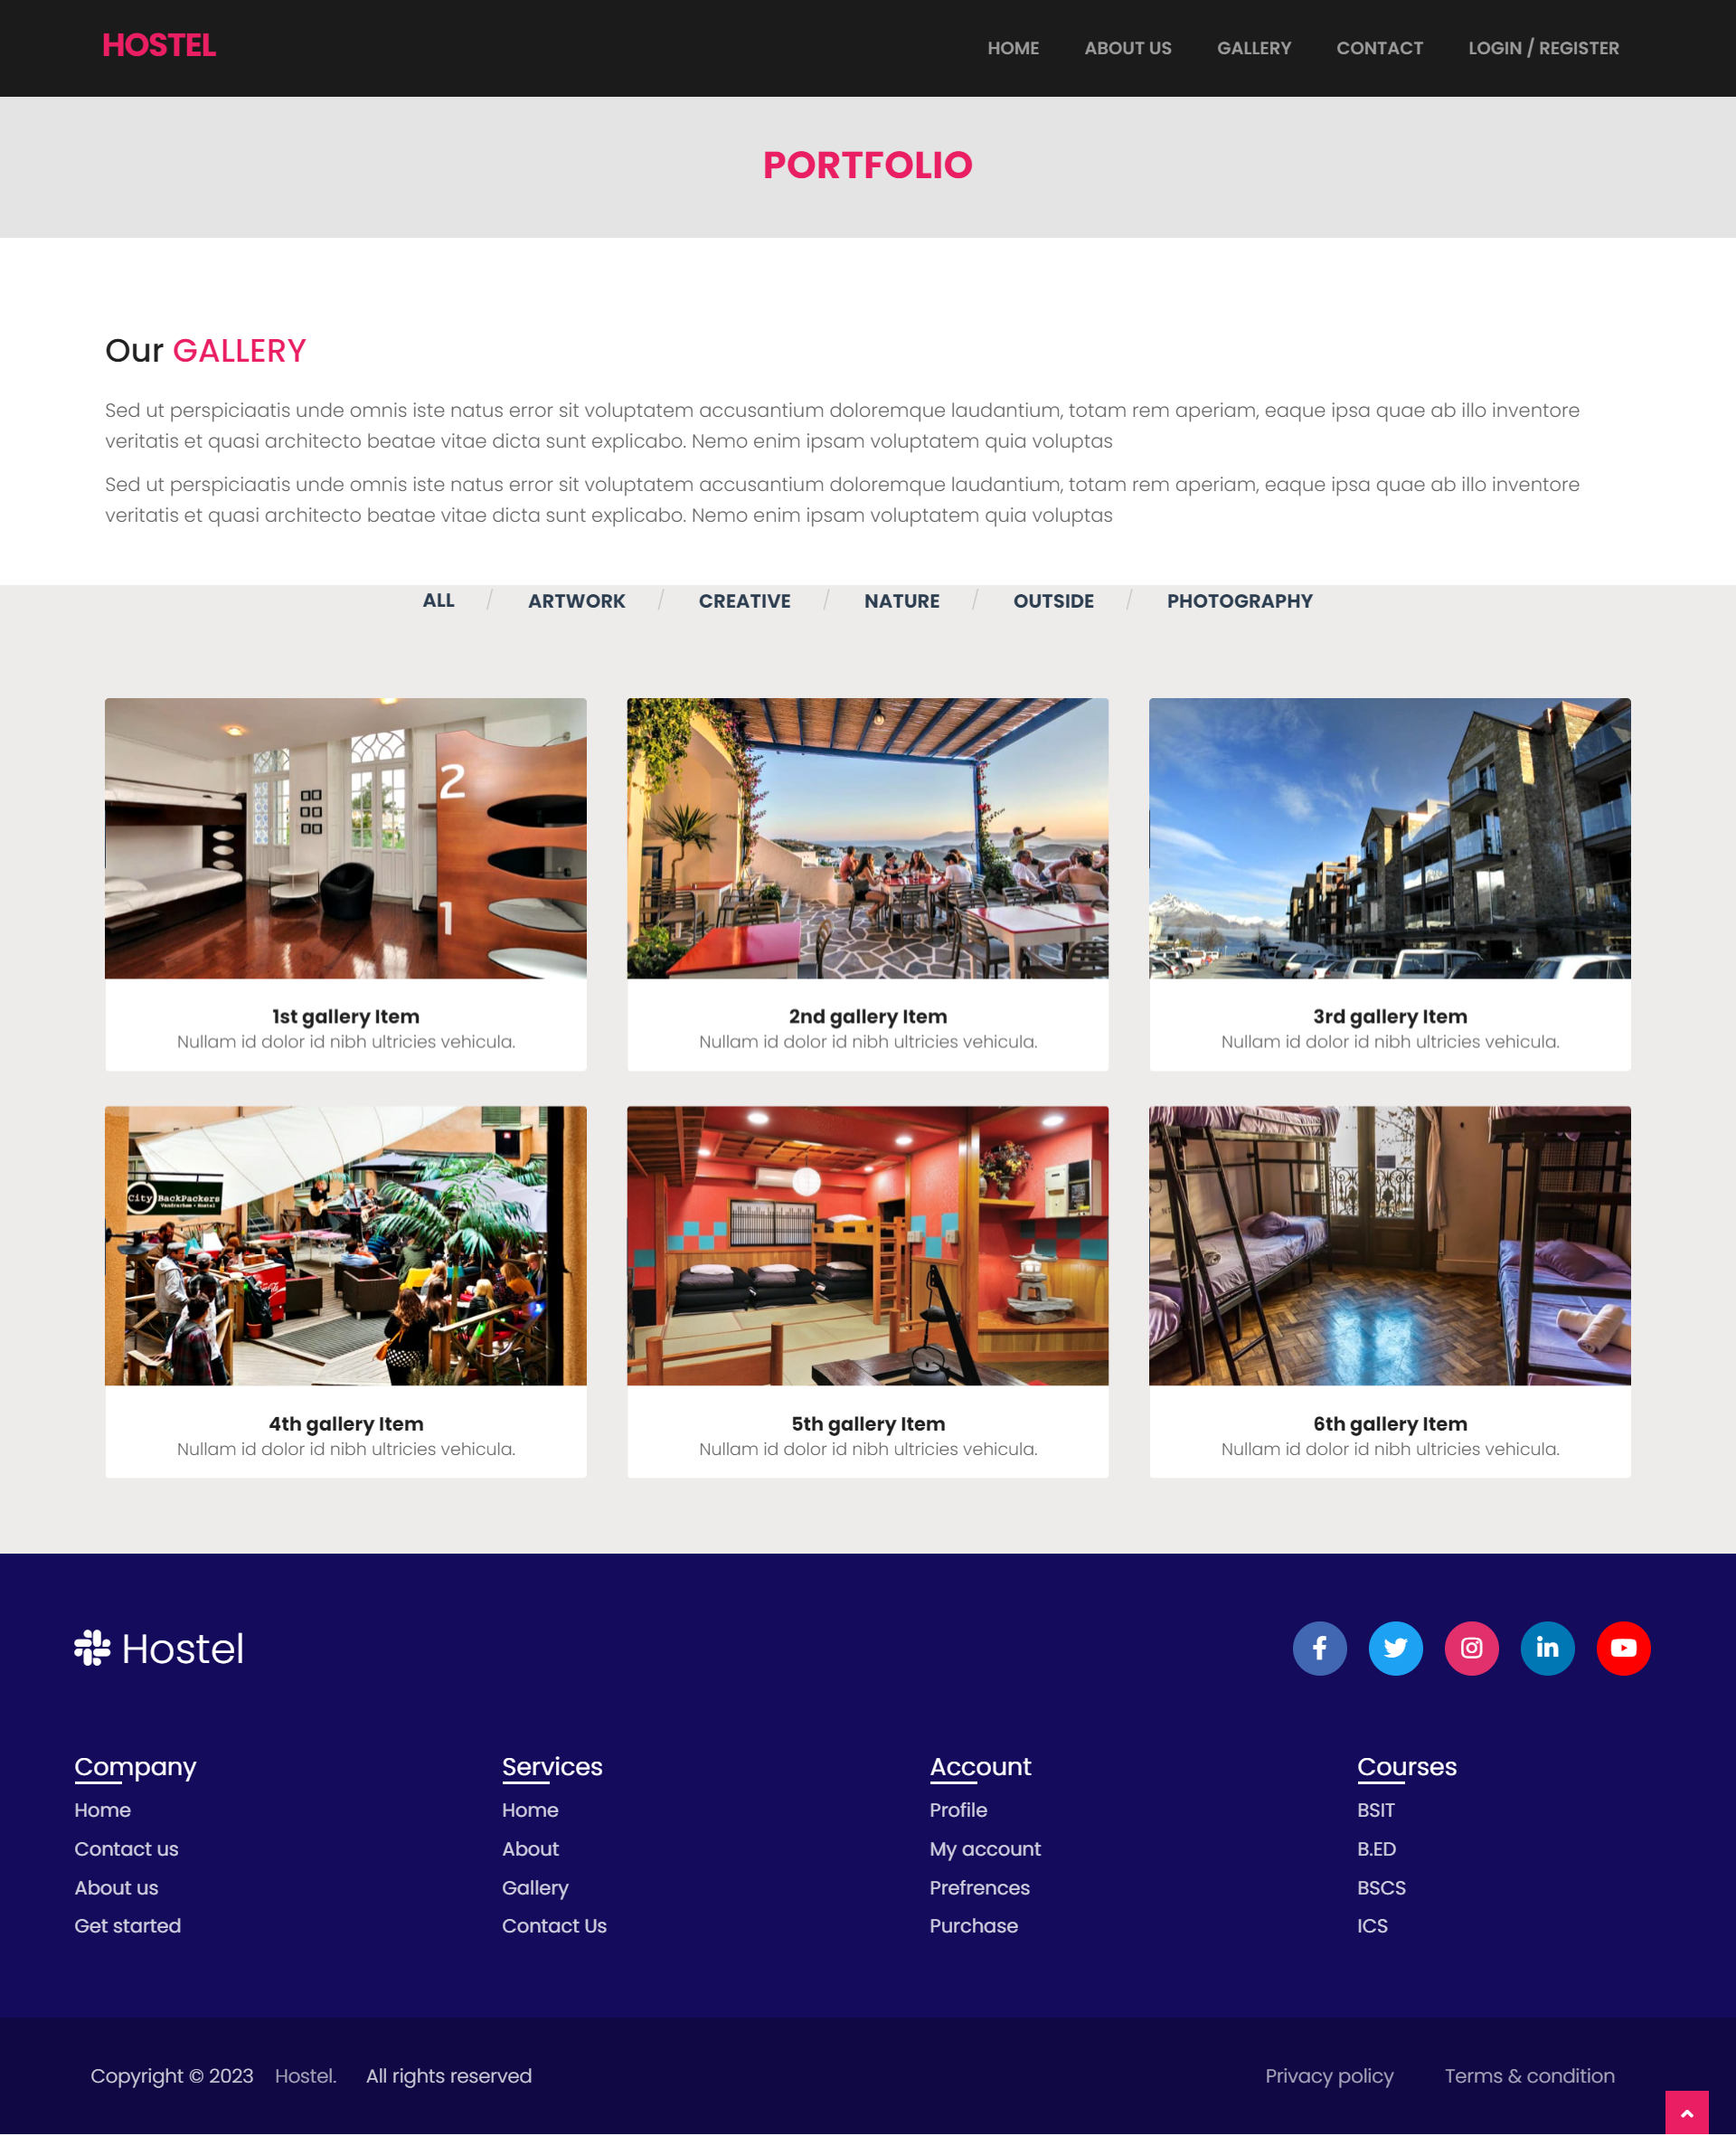 HOSTEL
HOME ABOUT US GALLERY CONTACT LOGIN / REGISTER
PORTFOLIO
Our GALLERY
Sed ut perspiciaatis unde omnis iste natus error sit voluptatem accusantium doloremque laudantium, totam rem aperiam, eaque ipsa quae ab illo inventore
veritatis et quasi architecto beatae vitae dicta sunt explicabo. Nemo enim ipsam voluptatem quia voluptas
Sed ut perspiciaatis unde omnis iste natus error sit voluptatem accusantium doloremque laudantium, totam rem aperiam, eaque ipsa quae ab illo inventore
veritatis et quasi architecto beatae vitae dicta sunt explicabo. Nemo enim ipsam voluptatem quia voluptas
ALL / ARTWORK / CREATIVE / NATURE / OUTSIDE / PHOTOGRAPHY
2
1
1st gallery Item
Nullam id dolor id nibh ultricies vehicula.
2nd gallery Item
Nullam id dolor id nibh ultricies vehicula.
3rd gallery Item
Nullam id dolor id nibh ultricies vehicula.
City BackPackers
Hostel
4th gallery Item
Nullam id dolor id nibh ultricies vehicula.
5th gallery Item
Nullam id dolor id nibh ultricies vehicula.
6th gallery Item
Nullam id dolor id nibh ultricies vehicula.
Hostel
Company
Home
Contact us
About us
Get started
Services
Home
About
Gallery
Contact Us
Account
Profile
My account
Prefrences
Purchase
Courses
BSIT
B.ED
BSCS
ICS
Copyright © 2023 Hostel. All rights reserved
Privacy policy Terms & condition